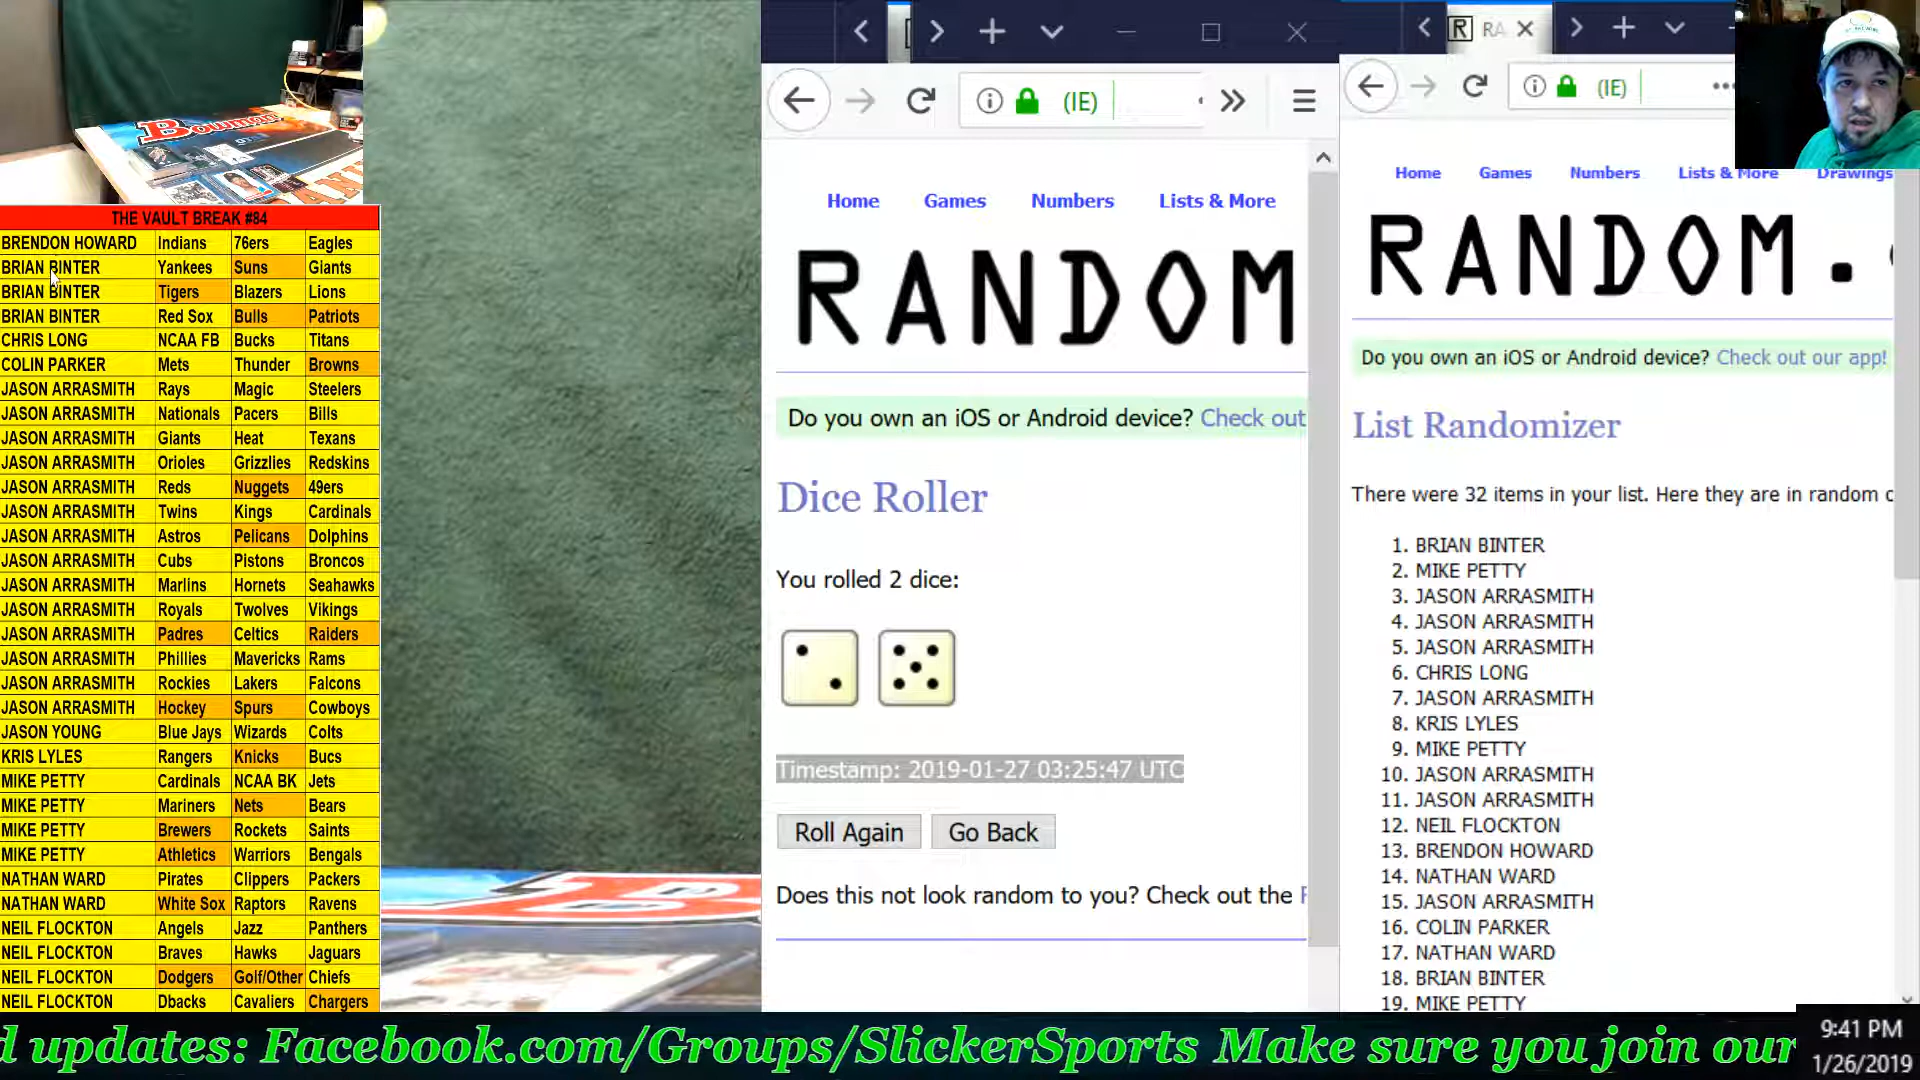 Bowman
THE VAULT BREAK #84
BRENDON HOWARD Indians 76ers Eagles
BRIAN BINTER Yankees Suns Giants
BRIAN BINTER Tigers Blazers Lions
BRIAN BINTER Red Sox Bulls Patriots
CHRIS LONG NCAA FB Bucks Titans
COLIN PARKER Mets Thunder Browns
JASON ARRASMITH Rays Magic Steelers
JASON ARRASMITH Nationals Pacers Bills
JASON ARRASMITH Giants Heat Texans
JASON ARRASMITH Orioles Grizzlies Redskins
JASON ARRASMITH Reds Nuggets 49ers
JASON ARRASMITH Twins Kings Cardinals
JASON ARRASMITH Astros Pelicans Dolphins
JASON ARRASMITH Cubs Pistons Broncos
JASON ARRASMITH Marlins Hornets Seahawks
JASON ARRASMITH Royals Twolves Vikings
JASON ARRASMITH Padres Celtics Raiders
JASON ARRASMITH Phillies Mavericks Rams
JASON ARRASMITH Rockies Lakers Falcons
JASON ARRASMITH Hockey Spurs Cowboys
JASON YOUNG Blue Jays Wizards Colts
KRIS LYLES Rangers Knicks Bucs
MIKE PETTY Cardinals NCAA BK Jets
MIKE PETTY Mariners Nets Bears
MIKE PETTY Brewers Rockets Saints
MIKE PETTY Athletics Warriors Bengals
NATHAN WARD Pirates Clippers Packers
NATHAN WARD White Sox Raptors Ravens
NEIL FLOCKTON Angels Jazz Panthers
NEIL FLOCKTON Braves Hawks Jaguars
NEIL FLOCKTON Dodgers Golf/Other Chiefs
NEIL FLOCKTON Dbacks Cavaliers Chargers
(IE)
Home Games Numbers Lists & More
RANDOM
Do you own an iOS or Android device? Check out
Dice Roller
You rolled 2 dice:
Timestamp: 2019-01-27 03:25:47 UTC
Roll Again Go Back
Does this not look random to you? Check out the
R RA
(IE)
Home Games Numbers Lists & More Drawings
RANDOM.
Do you own an iOS or Android device? Check out our app!
List Randomizer
There were 32 items in your list. Here they are in random o
1. BRIAN BINTER
2. MIKE PETTY
3. JASON ARRASMITH
4. JASON ARRASMITH
5. JASON ARRASMITH
6. CHRIS LONG
7. JASON ARRASMITH
8. KRIS LYLES
9. MIKE PETTY
10. JASON ARRASMITH
11. JASON ARRASMITH
12. NEIL FLOCKTON
13. BRENDON HOWARD
14. NATHAN WARD
15. JASON ARRASMITH
16. COLIN PARKER
17. NATHAN WARD
18. BRIAN BINTER
19. MIKE PETTY
d updates: Facebook.com/Groups/SlickerSports Make sure you join our
9:41 PM
1/26/2019